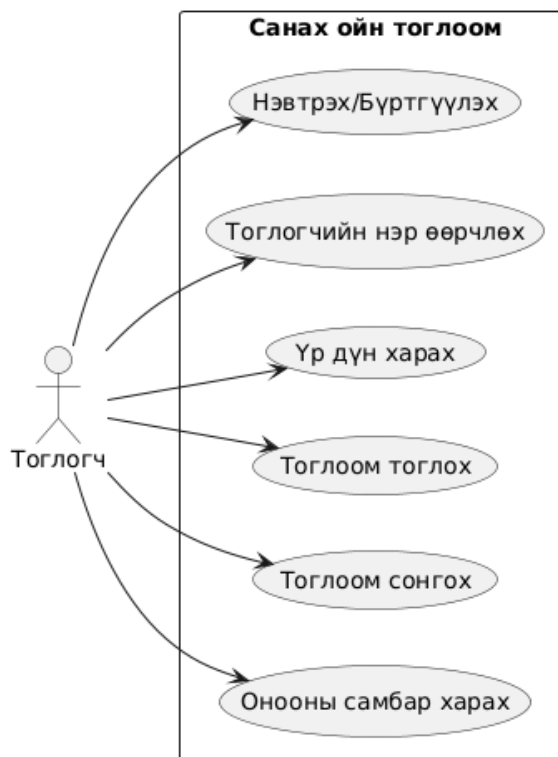 Санах ойн тоглоом
Нэвтрэх/Бүртгүүлэх
Тоглогчийн нэр өөрчлөх
Үр дүн харах
Тоглогч
Тоглоом тоглох
Тоглоом сонгох
Онооны самбар харах